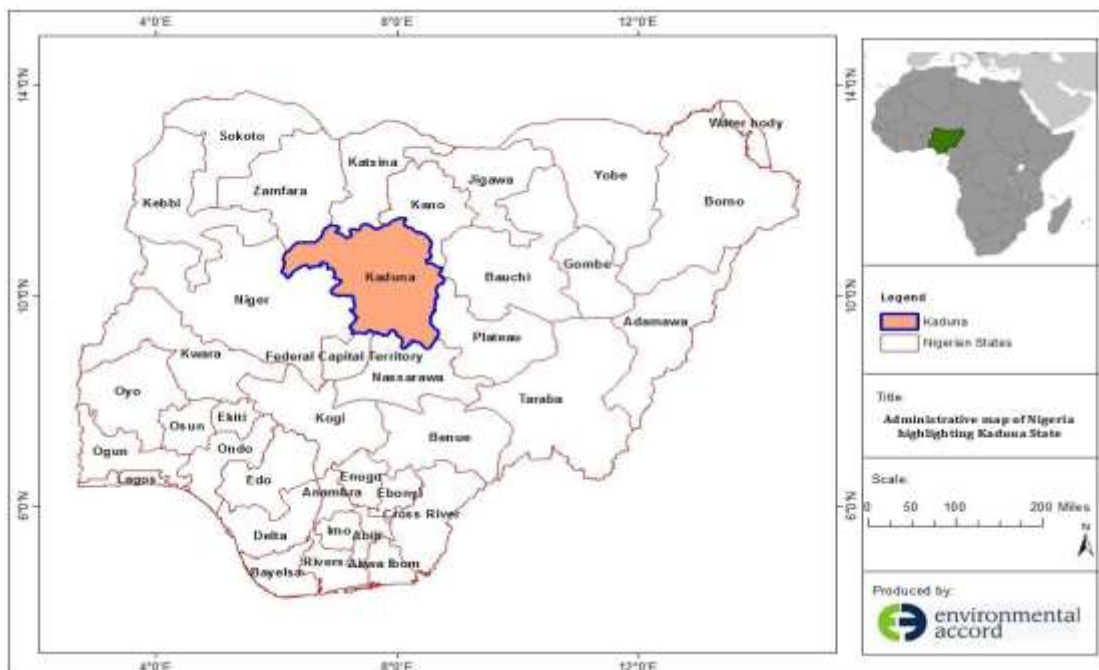 4°0'E 8°0'E 12°0'E
14°0'N 14°0'N
Water body
Sokoto
Katsina
Yobe
Jigawa
Zamfara
Kebbi
Kano
Borno
Kaduna
Bauchi
Gombe
Niger
10°0'N 10°0'N
Adamawa
Plateau
Federal Capital Territory
Kwara
Nassarawa
Oyo
Taraba
Ekiti
Kogi
Osun
Benue
Ondo
Ogun
Enugu
Lagos
Edo
Anambra
Ebonyi
6°0'N 6°0'N
Cross River
Imo
Abia
Delta
Rivers
Akwa Ibom
Bayelsa
4°0'E 8°0'E 12°0'E
Legend
Kaduna
Nigerian States
Title
Administrative map of Nigeria
highlighting Kaduna State
Scale
0 50 100 200 Miles
N
Produced by:
environmental
accord